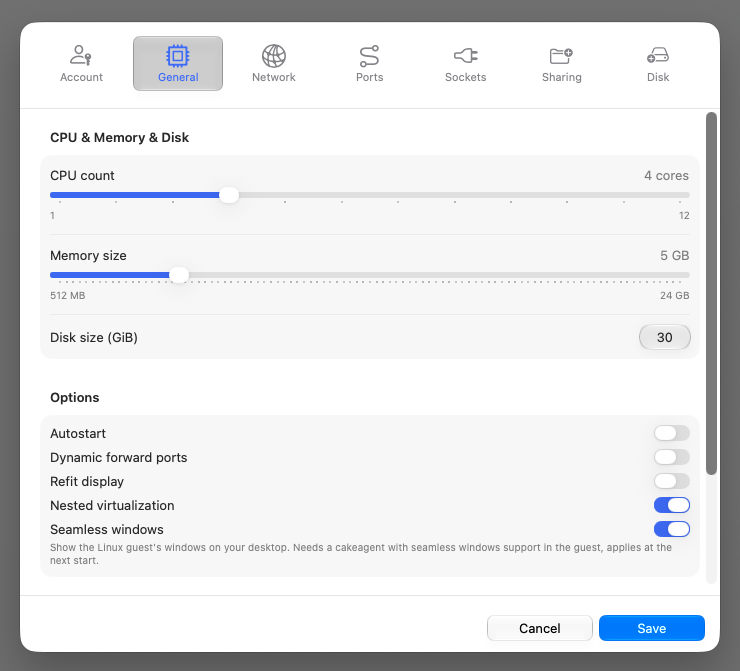 Account
General
Network
Ports
Sockets
Sharing
Disk
CPU & Memory & Disk
CPU count
4 cores
1
12
Memory size
5 GB
512 MB
24 GB
Disk size (GiB)
30
Options
Autostart
Dynamic forward ports
Refit display
Nested virtualization
Seamless windows
Show the Linux guest's windows on your desktop. Needs a cakeagent with seamless windows support in the guest, applies at the
next start.
Cancel
Save